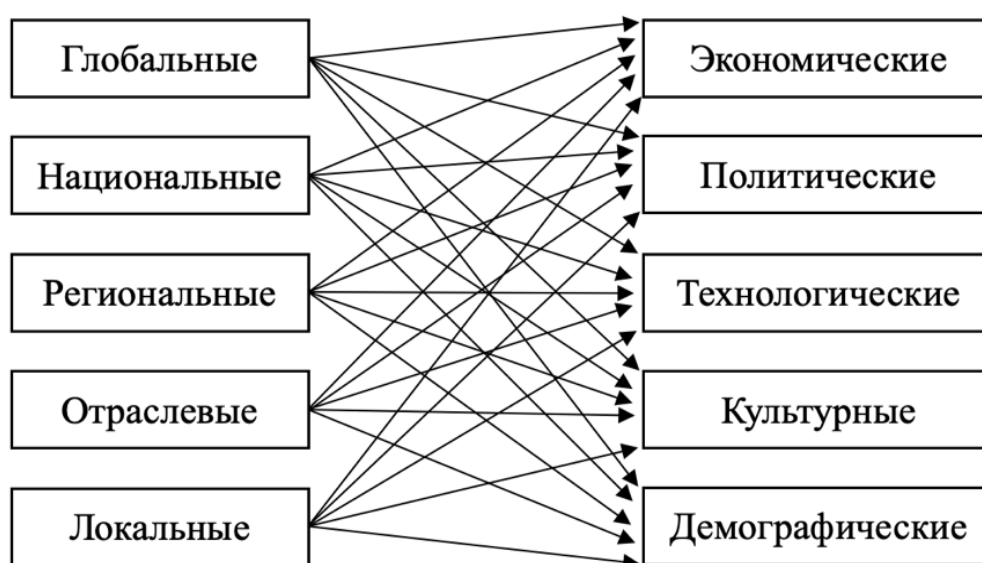 Глобальные
Экономические
Национальные
Политические
Региональные
Технологические
Отраслевые
Культурные
Локальные
Демографические